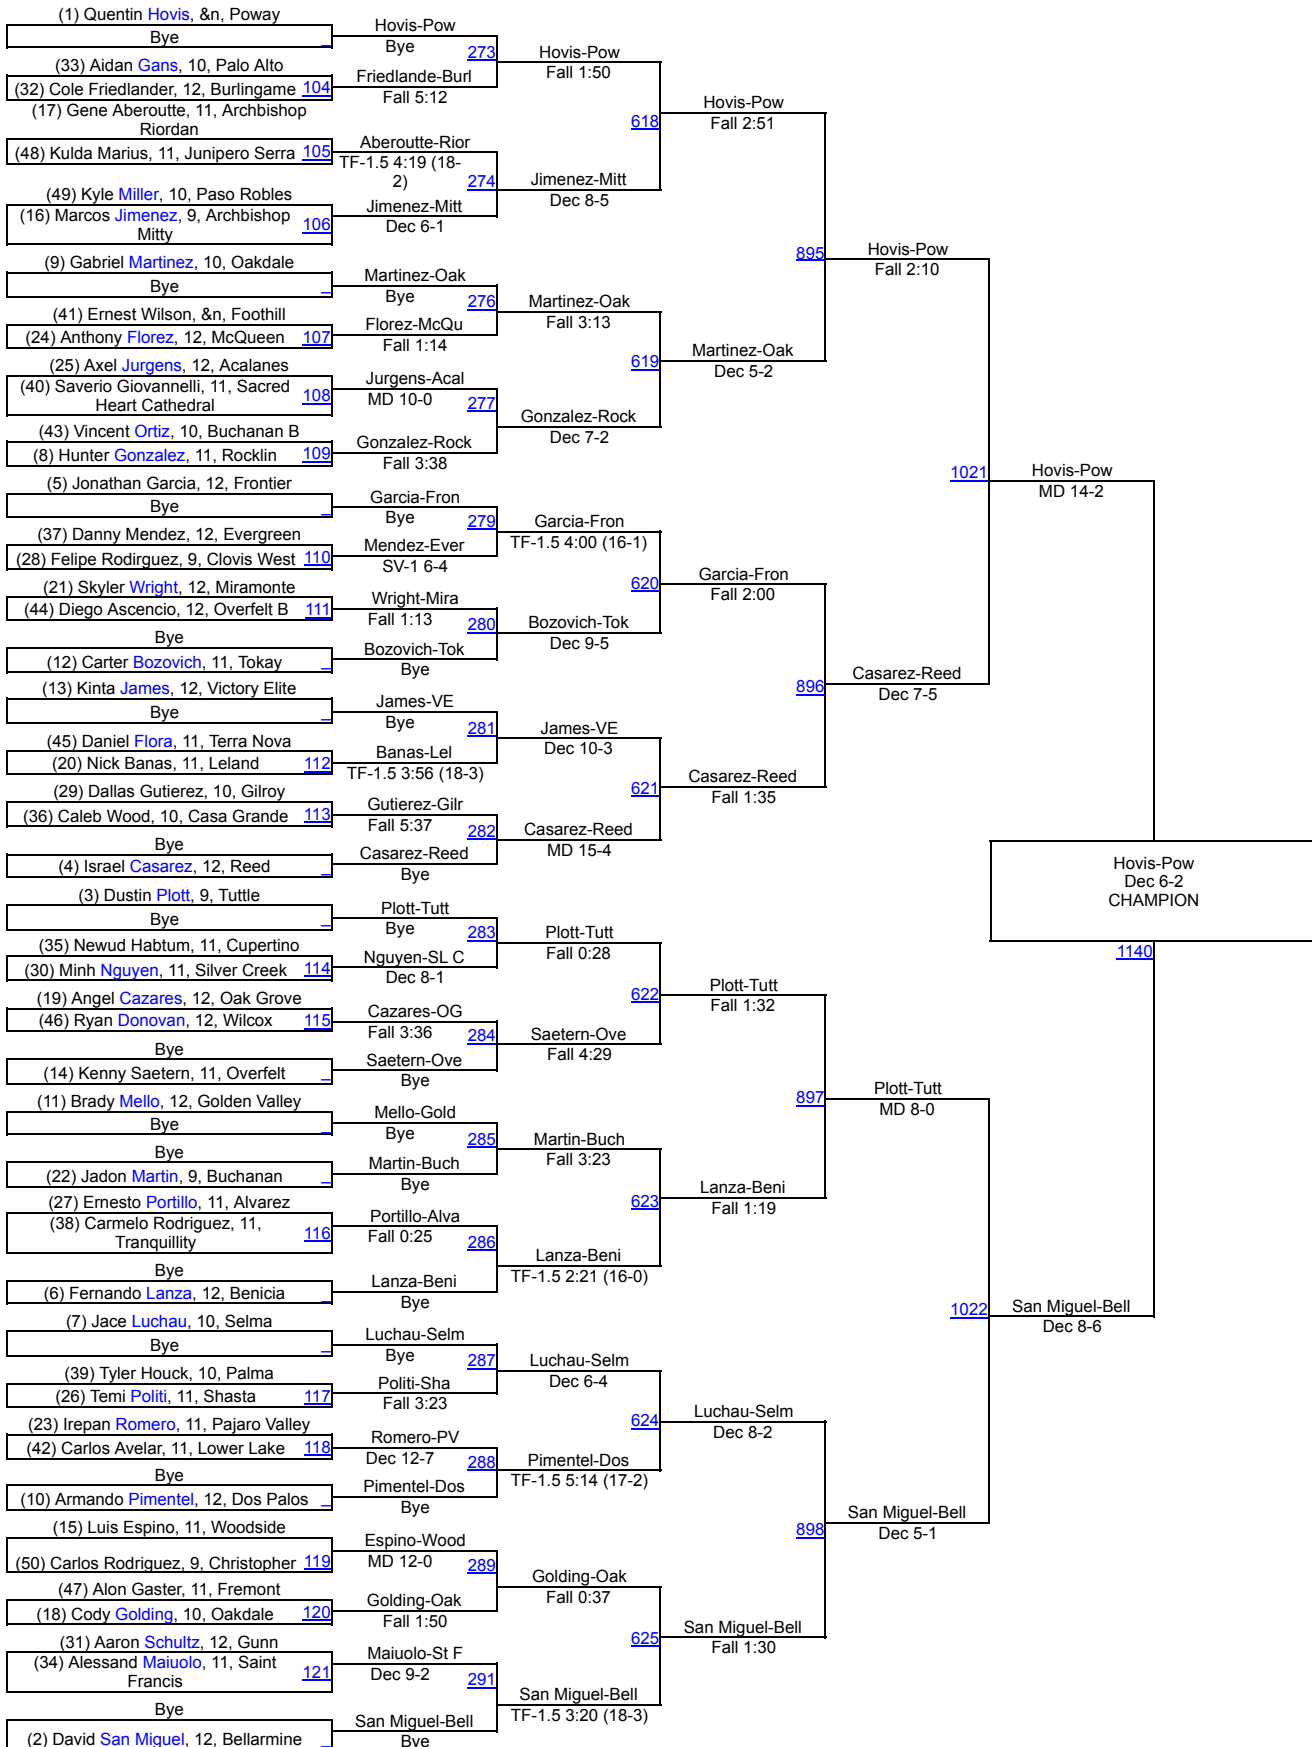 (1) Quentin Hovis, &n, Poway
Bye
(33) Aidan Gans, 10, Palo Alto
(32) Cole Friedlander, 12, Burlingame 104
(17) Gene Aberoutte, 11, Archbishop
Riordan
(48) Kulda Marius, 11, Junipero Serra 105
(49) Kyle Miller, 10, Paso Robles
(16) Marcos Jimenez, 9, Archbishop
Mitty 106
(9) Gabriel Martinez, 10, Oakdale
Bye
(41) Ernest Wilson, &n, Foothill
(24) Anthony Florez, 12, McQueen 107
(25) Axel Jurgens, 12, Acalanes
(40) Saverio Giovannelli, 11, Sacred
Heart Cathedral 108
(43) Vincent Ortiz, 10, Buchanan B
(8) Hunter Gonzalez, 11, Rocklin 109
(5) Jonathan Garcia, 12, Frontier
Bye
(37) Danny Mendez, 12, Evergreen
(28) Felipe Rodirguez, 9, Clovis West 110
(21) Skyler Wright, 12, Miramonte
(44) Diego Ascencio, 12, Overfelt B 111
Bye
(12) Carter Bozovich, 11, Tokay
(13) Kinta James, 12, Victory Elite
Bye
(45) Daniel Flora, 11, Terra Nova
(20) Nick Banas, 11, Leland 112
(29) Dallas Gutierez, 10, Gilroy
(36) Caleb Wood, 10, Casa Grande 113
Bye
(4) Israel Casarez, 12, Reed
(3) Dustin Plott, 9, Tuttle
Bye
(35) Newud Habtum, 11, Cupertino
(30) Minh Nguyen, 11, Silver Creek 114
(19) Angel Cazares, 12, Oak Grove
(46) Ryan Donovan, 12, Wilcox 115
Bye
(14) Kenny Saetern, 11, Overfelt
(11) Brady Mello, 12, Golden Valley
Bye
Bye
(22) Jadon Martin, 9, Buchanan
(27) Ernesto Portillo, 11, Alvarez
(38) Carmelo Rodriguez, 11,
Tranquillity 116
Bye
(6) Fernando Lanza, 12, Benicia
(7) Jace Luchau, 10, Selma
Bye
(39) Tyler Houck, 10, Palma
(26) Temi Politi, 11, Shasta 117
(23) Irepan Romero, 11, Pajaro Valley
(42) Carlos Avelar, 11, Lower Lake 118
Bye
(10) Armando Pimentel, 12, Dos Palos
(15) Luis Espino, 11, Woodside
(50) Carlos Rodriguez, 9, Christopher 119
(47) Alon Gaster, 11, Fremont
(18) Cody Golding, 10, Oakdale 120
(31) Aaron Schultz, 12, Gunn
(34) Alessand Maiuolo, 11, Saint
Francis 121
Bye
(2) David San Miguel, 12, Bellarmine
Hovis-Pow
Bye 273
Friedlande-Burl
Fall 5:12
Aberoutte-Rior
TF-1.5 4:19 (18-
2) 274
Jimenez-Mitt
Dec 6-1
Martinez-Oak
Bye 276
Florez-McQu
Fall 1:14
Jurgens-Acal
MD 10-0 277
Gonzalez-Rock
Fall 3:38
Garcia-Fron
Bye 279
Mendez-Ever
SV-1 6-4
Wright-Mira
Fall 1:13 280
Bozovich-Tok
Bye
James-VE
Bye 281
Banas-Lel
TF-1.5 3:56 (18-3)
Gutierez-Gilr
Fall 5:37 282
Casarez-Reed
Bye
Plott-Tutt
Bye 283
Nguyen-SL C
Dec 8-1
Cazares-OG
Fall 3:36 284
Saetern-Ove
Bye
Mello-Gold
Bye 285
Martin-Buch
Bye
Portillo-Alva
Fall 0:25 286
Lanza-Beni
Bye
Luchau-Selm
Bye 287
Politi-Sha
Fall 3:23
Romero-PV
Dec 12-7 288
Pimentel-Dos
Bye
Espino-Wood
MD 12-0 289
Golding-Oak
Fall 1:50
Maiuolo-St F
Dec 9-2 291
San Miguel-Bell
Bye
Hovis-Pow
Fall 1:50
618
Jimenez-Mitt
Dec 8-5
Martinez-Oak
Fall 3:13
619
Gonzalez-Rock
Dec 7-2
Garcia-Fron
TF-1.5 4:00 (16-1)
620
Bozovich-Tok
Dec 9-5
James-VE
Dec 10-3
621
Casarez-Reed
MD 15-4
Plott-Tutt
Fall 0:28
622
Saetern-Ove
Fall 4:29
Martin-Buch
Fall 3:23
623
Lanza-Beni
TF-1.5 2:21 (16-0)
Luchau-Selm
Dec 6-4
624
Pimentel-Dos
TF-1.5 5:14 (17-2)
Golding-Oak
Fall 0:37
625
San Miguel-Bell
TF-1.5 3:20 (18-3)
Hovis-Pow
Fall 2:51
895
Martinez-Oak
Dec 5-2
Garcia-Fron
Fall 2:00
896
Casarez-Reed
Fall 1:35
Plott-Tutt
Fall 1:32
897
Lanza-Beni
Fall 1:19
Luchau-Selm
Dec 8-2
898
San Miguel-Bell
Fall 1:30
Hovis-Pow
Fall 2:10
1021
Casarez-Reed
Dec 7-5
Plott-Tutt
MD 8-0
1022
San Miguel-Bell
Dec 5-1
Hovis-Pow
MD 14-2
Hovis-Pow
Dec 6-2
CHAMPION
1140
San Miguel-Bell
Dec 8-6